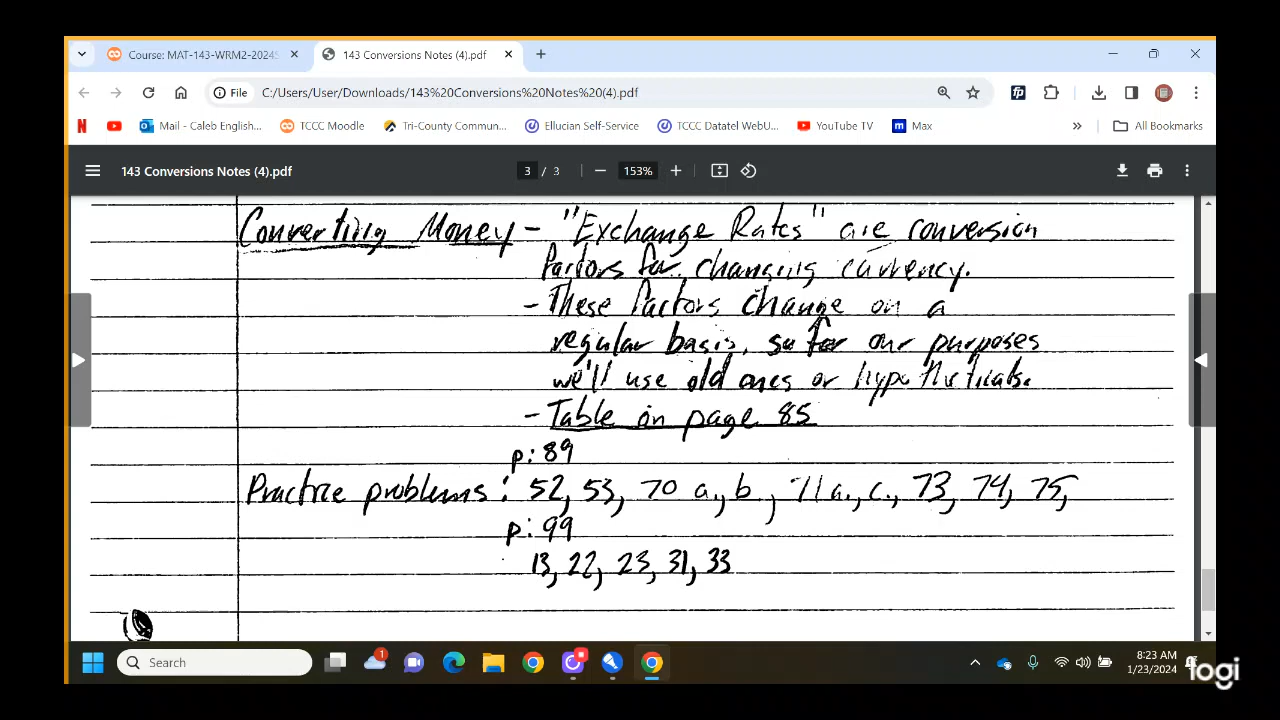 Course: MAT-143-WRM2-2024S
143 Conversions Notes (4).pdf
File
C:/Users/User/Downloads/143%20Conversions%20Notes%20(4).pdf
Mail - Caleb English...
TCCC Moodle
Tri-County Commun...
Ellucian Self-Service
TCCC Datatel WebU...
YouTube TV
Max
All Bookmarks
143 Conversions Notes (4).pdf
3 / 3
153%
Converting Money - "Exchange Rates" are conversion
factors for changing currency.
- These factors change on a
regular basis, so for our purposes
we'll use old ones or hypotheticals.
- Table on page 85
p: 89
Practice problems: 52, 53, 70 a., b., 71 a., c., 73, 74, 75,
p: 99
13, 22, 23, 31, 33
Search
1
8:23 AM
1/23/2024
logi